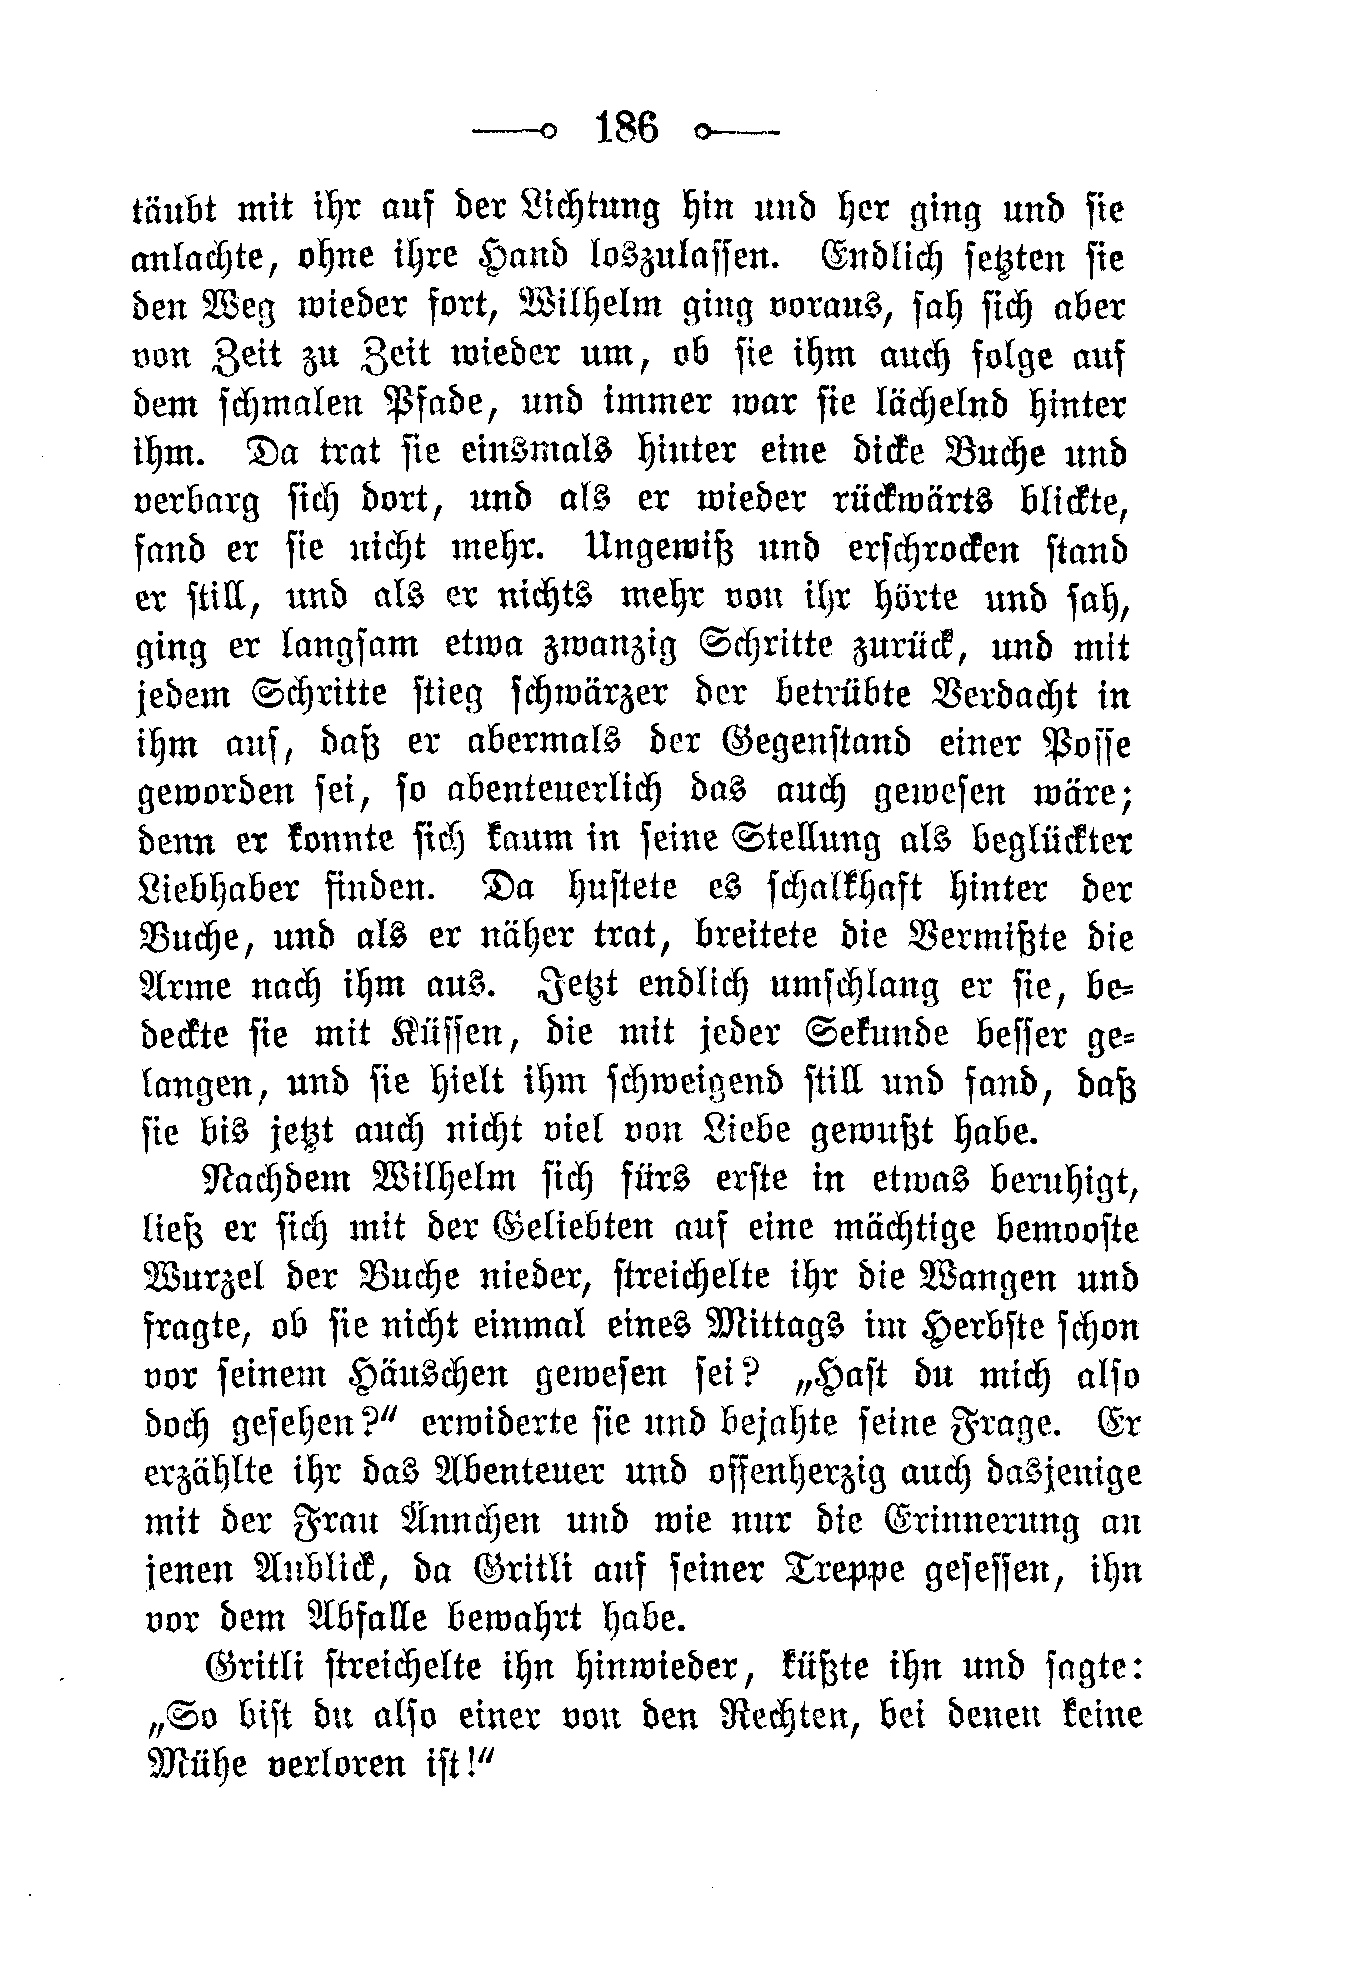 186
täubt mit ihr auf der Lichtung hin und her ging und sie
anlachte, ohne ihre Hand loszulassen. Endlich setzten sie
den Weg wieder fort, Wilhelm ging voraus, sah sich aber
von Zeit zu Zeit wieder um, ob sie ihm auch folge auf
dem schmalen Pfade, und immer war sie lächelnd hinter
ihm. Da trat sie einsmals hinter eine dicke Buche und
verbarg sich dort, und als er wieder rückwärts blickte,
fand er sie nicht mehr. Ungewiß und erschrocken stand
er still, und als er nichts mehr von ihr hörte und sah,
ging er langsam etwa zwanzig Schritte zurück, und mit
jedem Schritte stieg schwärzer der betrübte Verdacht in
ihm auf, daß er abermals der Gegenstand einer Posse
geworden sei, so abenteuerlich das auch gewesen wäre;
denn er konnte sich kaum in seine Stellung als beglückter
Liebhaber finden. Da hustete es schalkhaft hinter der
Buche, und als er näher trat, breitete die Vermißte die
Arme nach ihm aus. Jetzt endlich umschlang er sie, be-
deckte sie mit Küssen, die mit jeder Sekunde besser ge-
langen, und sie hielt ihm schweigend still und fand, daß
sie bis jetzt auch nicht viel von Liebe gewußt habe.
Nachdem Wilhelm sich fürs erste in etwas beruhigt,
ließ er sich mit der Geliebten auf eine mächtige bemooste
Wurzel der Buche nieder, streichelte ihr die Wangen und
fragte, ob sie nicht einmal eines Mittags im Herbste schon
vor seinem Häuschen gewesen sei? „Hast du mich also
doch gesehen?“ erwiderte sie und bejahte seine Frage. Er
erzählte ihr das Abenteuer und offenherzig auch dasjenige
mit der Frau Ännchen und wie nur die Erinnerung an
jenen Anblick, da Gritli auf seiner Treppe gesessen, ihn
vor dem Abfalle bewahrt habe.
Gritli streichelte ihn hinwieder, küßte ihn und sagte:
„So bist du also einer von den Rechten, bei denen keine
Mühe verloren ist!“